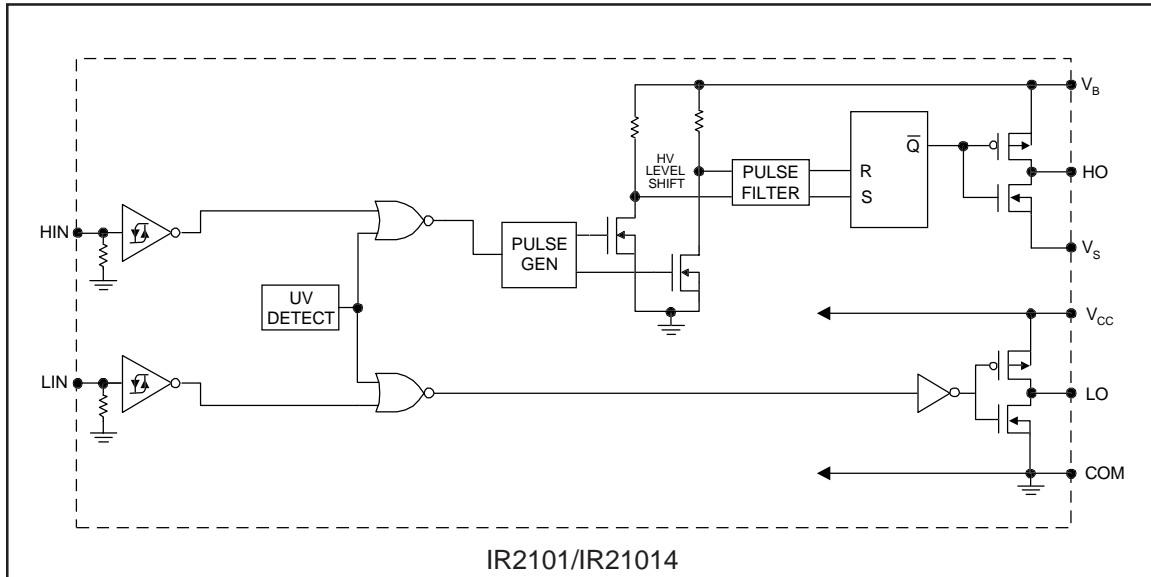 V_B
HV
LEVEL
SHIFT
Q̅
PULSE
FILTER
R
S
HO
HIN
PULSE
GEN
V_S
UV
DETECT
V_CC
LIN
LO
COM
IR2101/IR21014